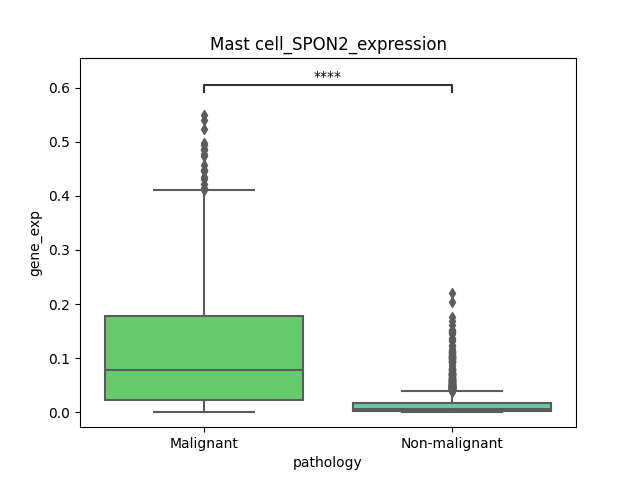 Mast cell_SPON2_expression
****
0.6
0.5
0.4
0.3
0.2
0.1
0.0
gene_exp
Malignant
Non-malignant
pathology